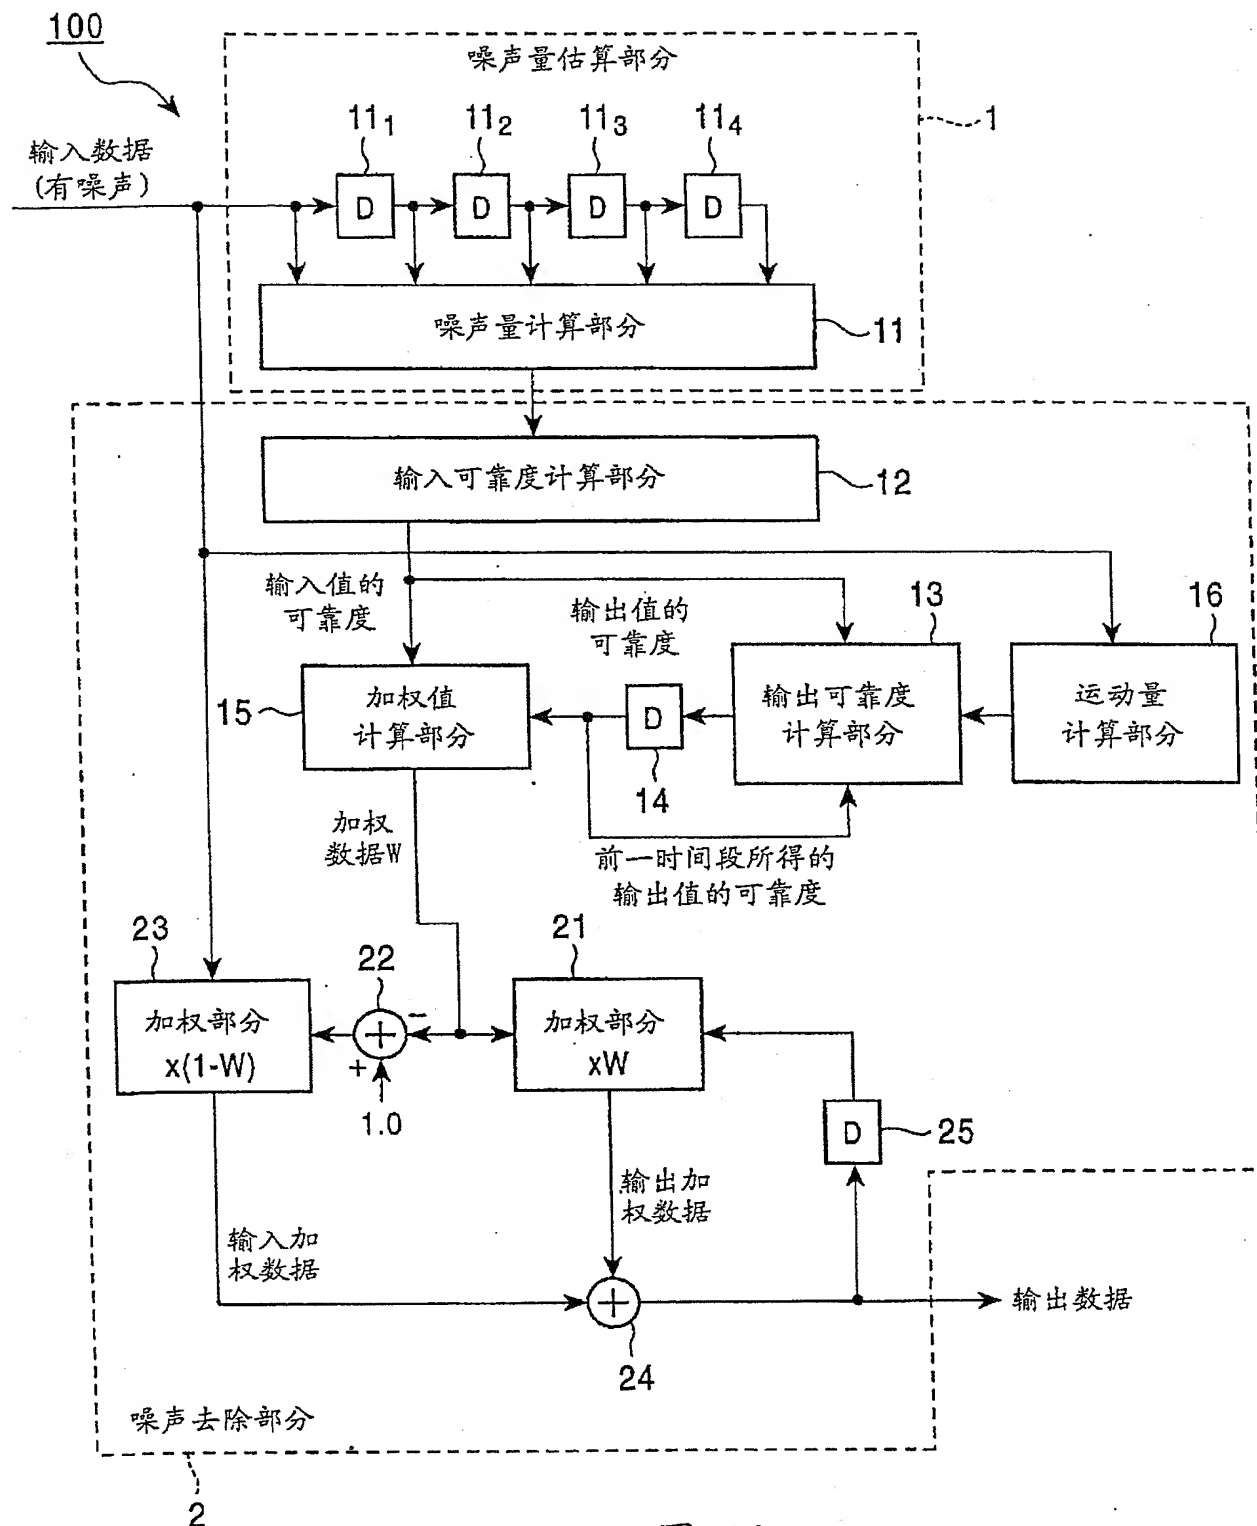 100
噪声量估算部分
1
11₁
11₂
11₃
11₄
输入数据
(有噪声)
D
D
D
D
噪声量计算部分
11
输入可靠度计算部分
12
输入值的
可靠度
输出值的
可靠度
13
16
15
加权值
计算部分
D
14
输出可靠度
计算部分
运动量
计算部分
加权
数据W
前一时间段所得的
输出值的可靠度
23
22
21
加权部分
x(1-W)
-
+
+
1.0
加权部分
xW
D
25
输出加
权数据
输入加
权数据
+
24
输出数据
噪声去除部分
2